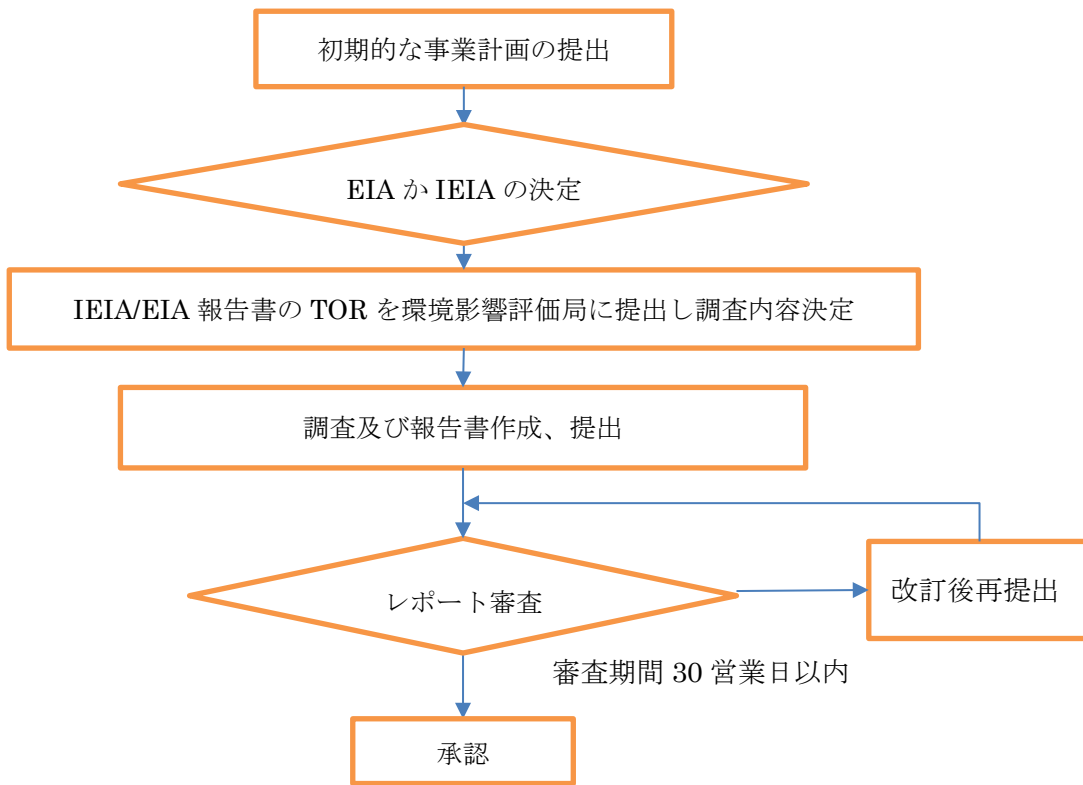 初期的な事業計画の提出
EIA か IEIA の決定
IEIA/EIA 報告書の TOR を環境影響評価局に提出し調査内容決定
調査及び報告書作成、提出
レポート審査
改訂後再提出
審査期間 30 営業日以内
承認